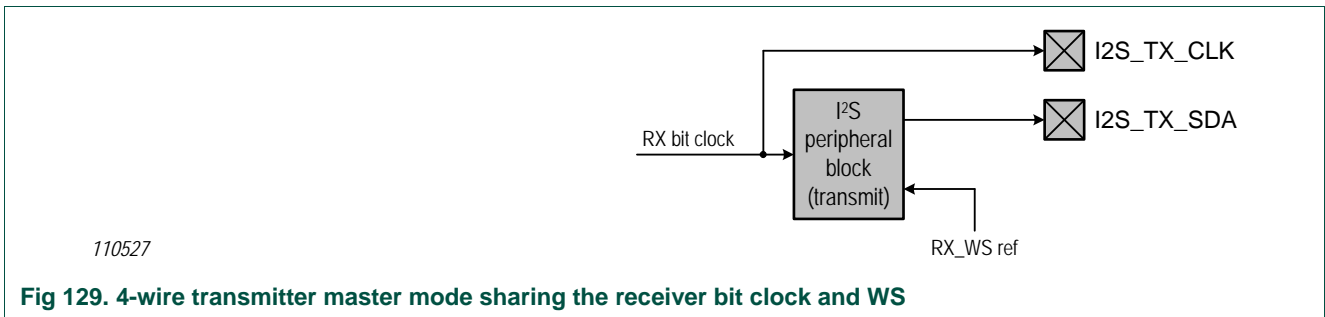 I2S_TX_CLK
I2S
peripheral
block
(transmit)
I2S_TX_SDA
RX bit clock
RX_WS ref
110527
Fig 129. 4-wire transmitter master mode sharing the receiver bit clock and WS